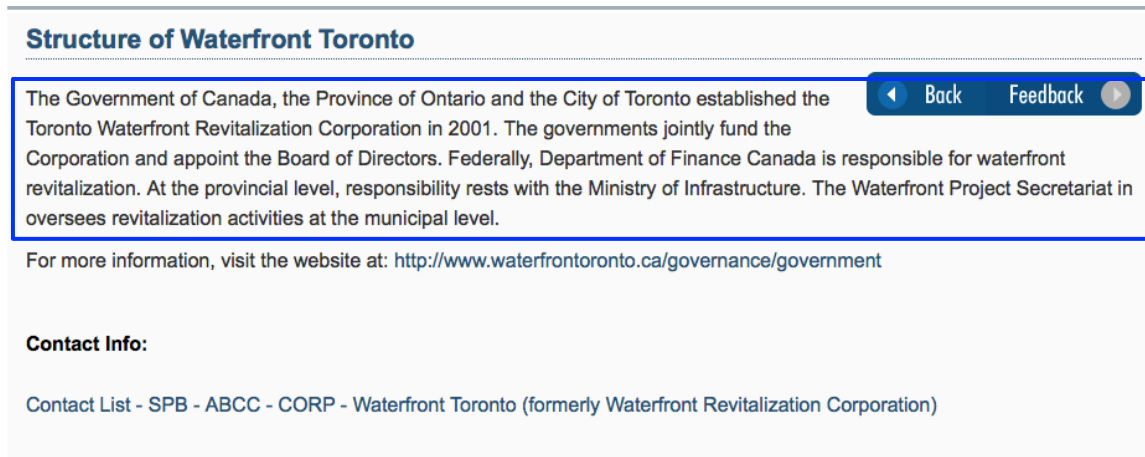 Structure of Waterfront Toronto
Back Feedback
The Government of Canada, the Province of Ontario and the City of Toronto established the
Toronto Waterfront Revitalization Corporation in 2001. The governments jointly fund the
Corporation and appoint the Board of Directors. Federally, Department of Finance Canada is responsible for waterfront
revitalization. At the provincial level, responsibility rests with the Ministry of Infrastructure. The Waterfront Project Secretariat in
oversees revitalization activities at the municipal level.
For more information, visit the website at: http://www.waterfrontoronto.ca/governance/government
Contact Info:
Contact List - SPB - ABCC - CORP - Waterfront Toronto (formerly Waterfront Revitalization Corporation)